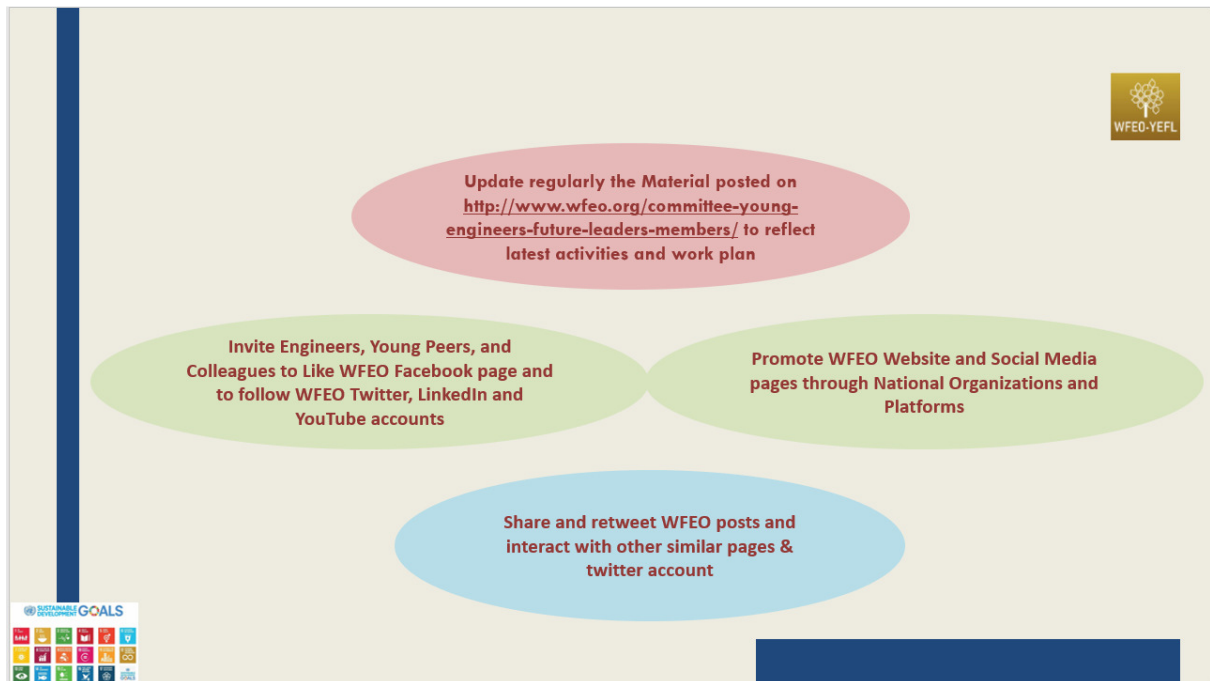 WFEO-YEFL
Update regularly the Material posted on
http://www.wfeo.org/committee-young-
engineers-future-leaders-members/ to reflect
latest activities and work plan
Invite Engineers, Young Peers, and
Colleagues to Like WFEO Facebook page and
to follow WFEO Twitter, LinkedIn and
YouTube accounts
Promote WFEO Website and Social Media
pages through National Organizations and
Platforms
Share and retweet WFEO posts and
interact with other similar pages &
twitter account
SUSTAINABLE
DEVELOPMENT GOALS